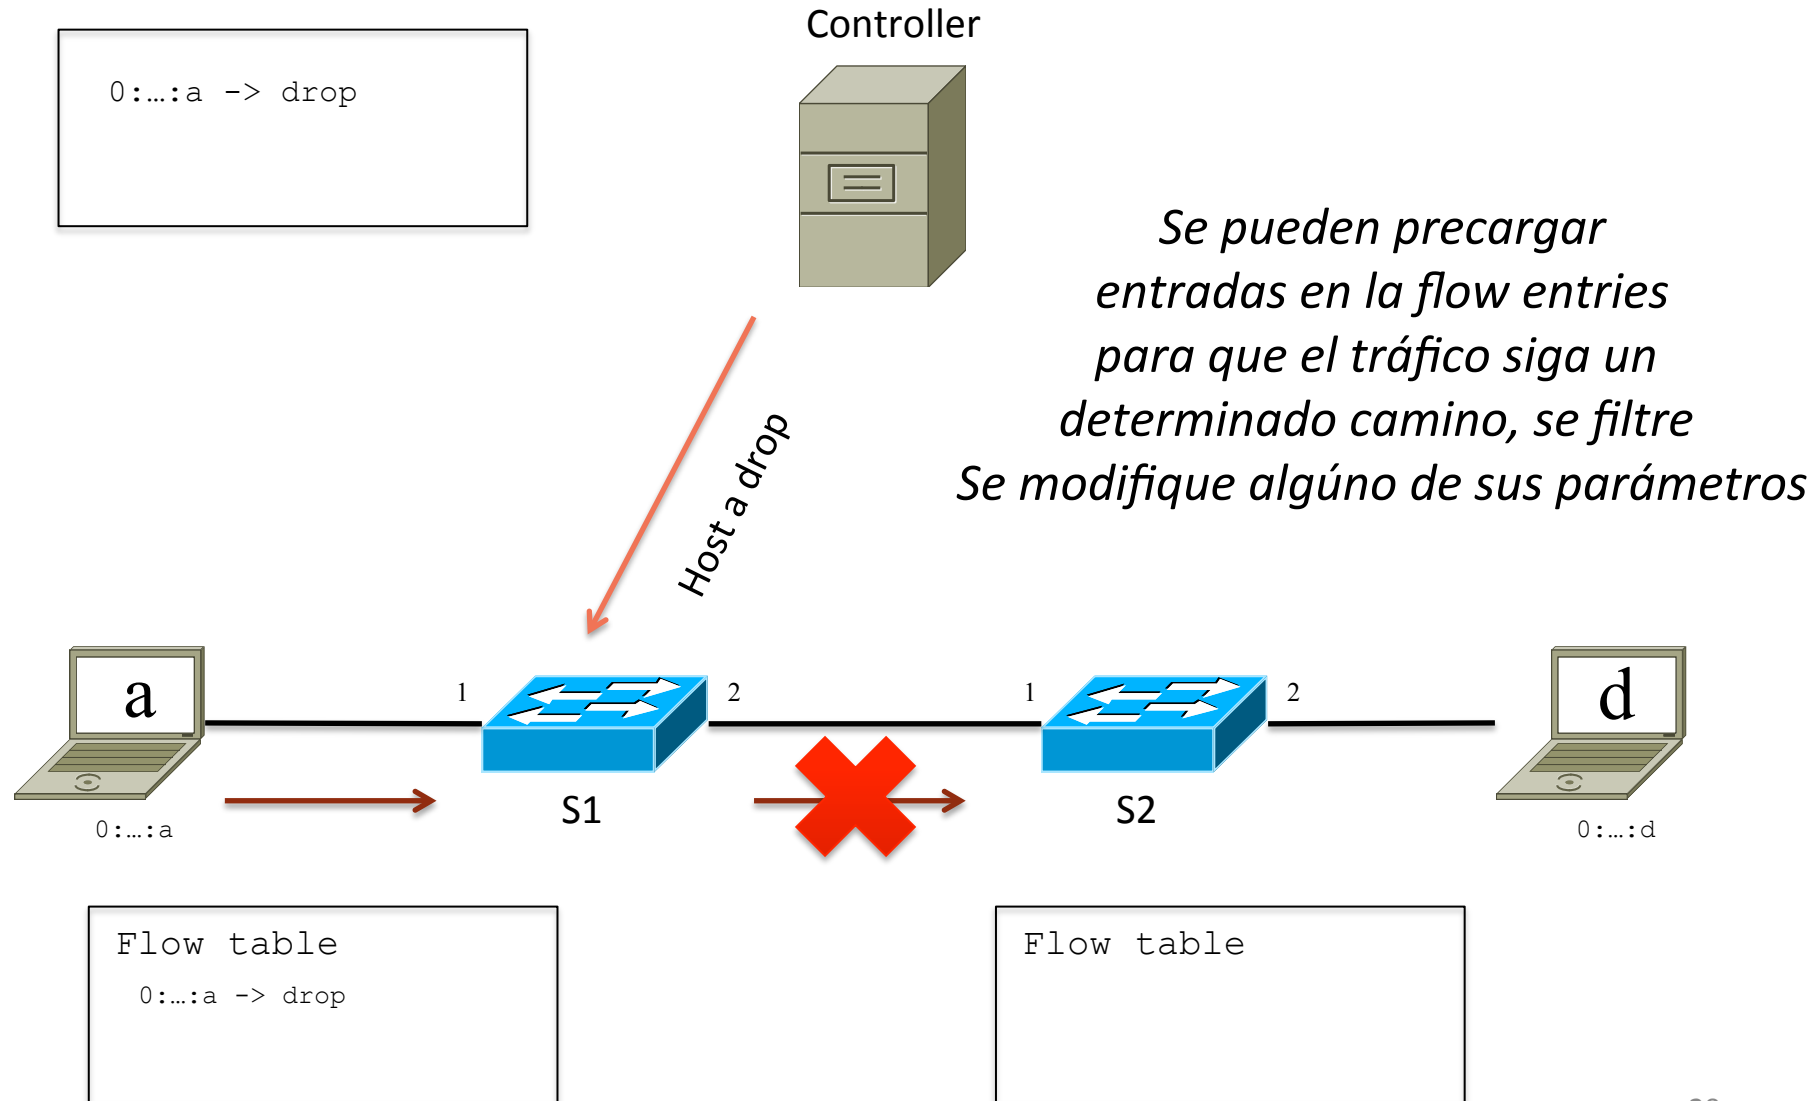 Controller
0:…:a -> drop
Se pueden precargar
entradas en la flow entries
para que el tráfico siga un
determinado camino, se filtre
Se modifique algúno de sus parámetros
Host a drop
a
1
2
1
2
d
S1
S2
0:…:a
0:…:d
Flow table
0:…:a -> drop
Flow table